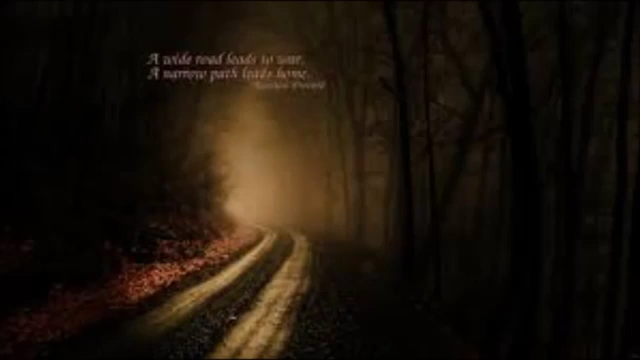 A wide road leads to war,
A narrow path leads home.